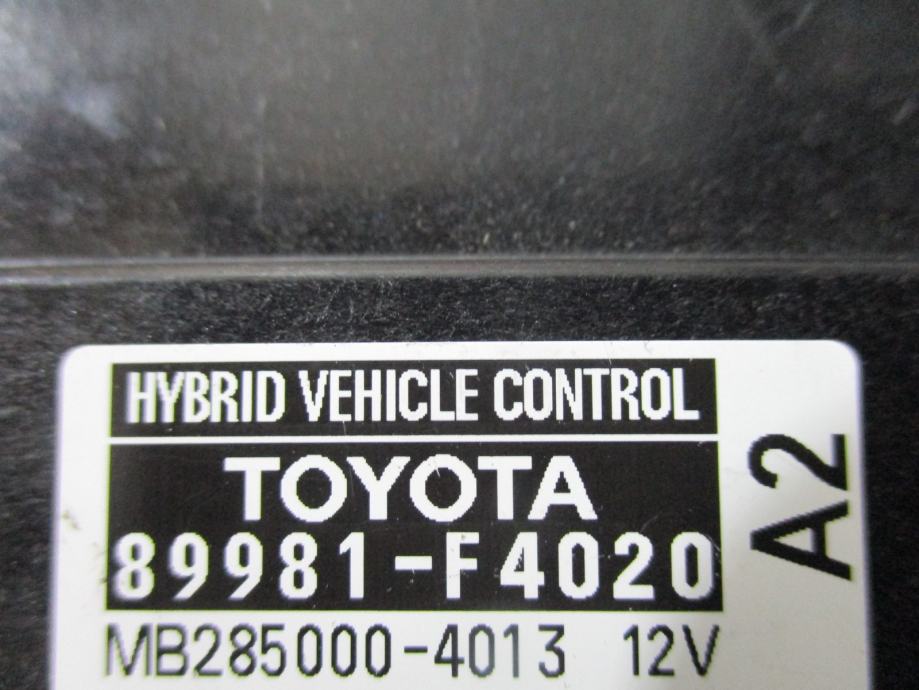 HYBRID VEHICLE CONTROL
TOYOTA
89981-F4020
MB285000-4013 12V
A2